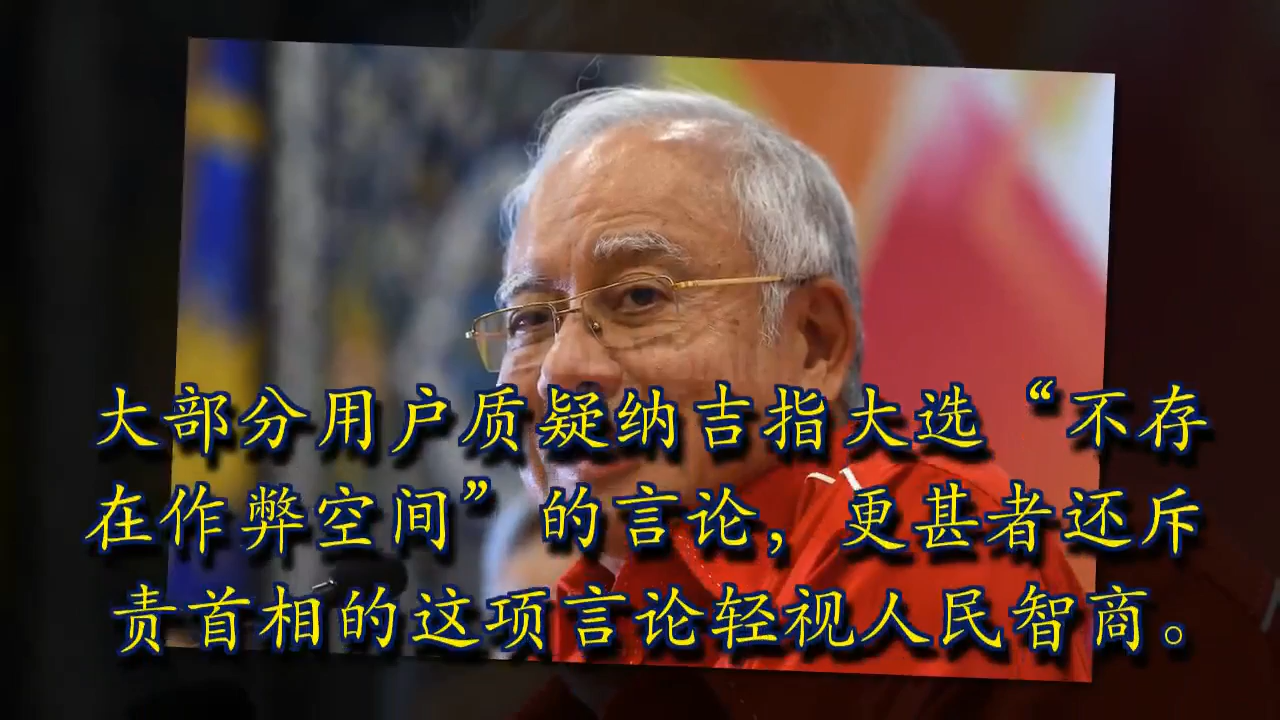 大部分用户质疑纳吉指大选“不存
在作弊空间”的言论，更甚者还斥
责首相的这项言论轻视人民智商。